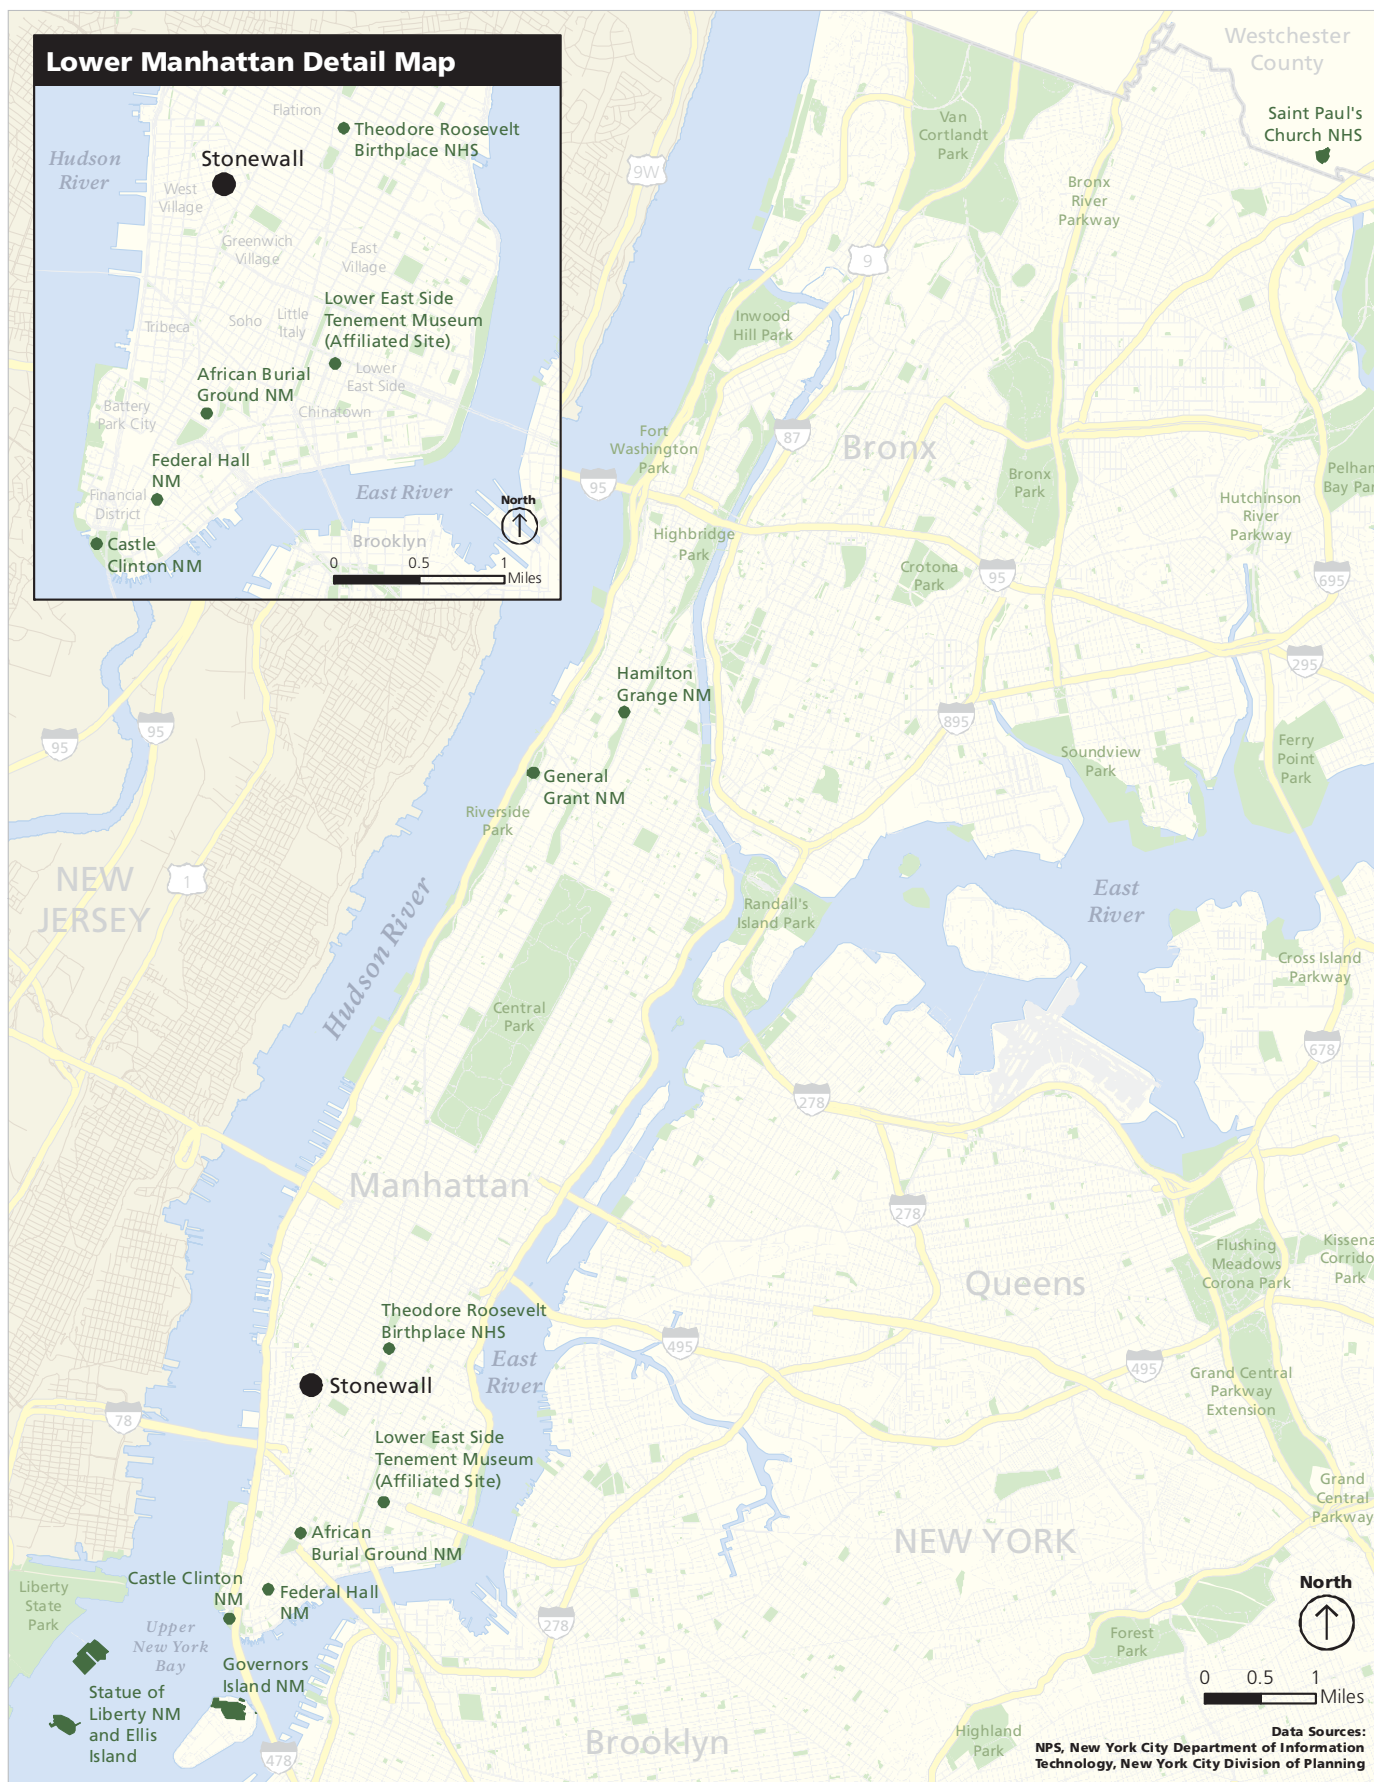 Lower Manhattan Detail Map
Flatiron
Theodore Roosevelt
Birthplace NHS
Hudson
River
Stonewall
West
Village
Greenwich
Village
East
Village
Lower East Side
Tenement Museum
(Affiliated Site)
Little
Italy
Soho
Tribeca
Lower
East Side
African Burial
Ground NM
Battery
Park City
Chinatown
Federal Hall
NM
Financial
District
East River
North
Castle
Clinton NM
Brooklyn
0 0.5 1
Miles
Westchester
County
Saint Paul's
Church NHS
Van
Cortlandt
Park
9W
Bronx
River
Parkway
9
Inwood
Hill Park
87
Bronx
Fort
Washington
Park
95
Bronx
Park
Pelham
Bay Par
Hutchinson
River
Parkway
Highbridge
Park
Crotona
Park
95
695
Hamilton
Grange NM
295
895
95
95
Soundview
Park
Ferry
Point
Park
General
Grant NM
Riverside
Park
NEW
JERSEY
1
Hudson River
Randall's
Island Park
East
River
Cross Island
Parkway
Central
Park
678
278
Manhattan
278
Flushing
Meadows
Corona Park
Kissena
Corrido
Park
Queens
Theodore Roosevelt
Birthplace NHS
495
495
East
River
Stonewall
Grand Central
Parkway
Extension
78
Lower East Side
Tenement Museum
(Affiliated Site)
Grand
Central
Parkway
African
Burial Ground NM
NEW YORK
Castle Clinton
NM
Federal Hall
NM
Liberty
State
Park
Upper
New York
Bay
278
Forest
Park
North
Governors
Island NM
Statue of
Liberty NM
and Ellis
Island
0 0.5 1
Miles
Brooklyn
478
Highland
Park
Data Sources:
NPS, New York City Department of Information
Technology, New York City Division of Planning